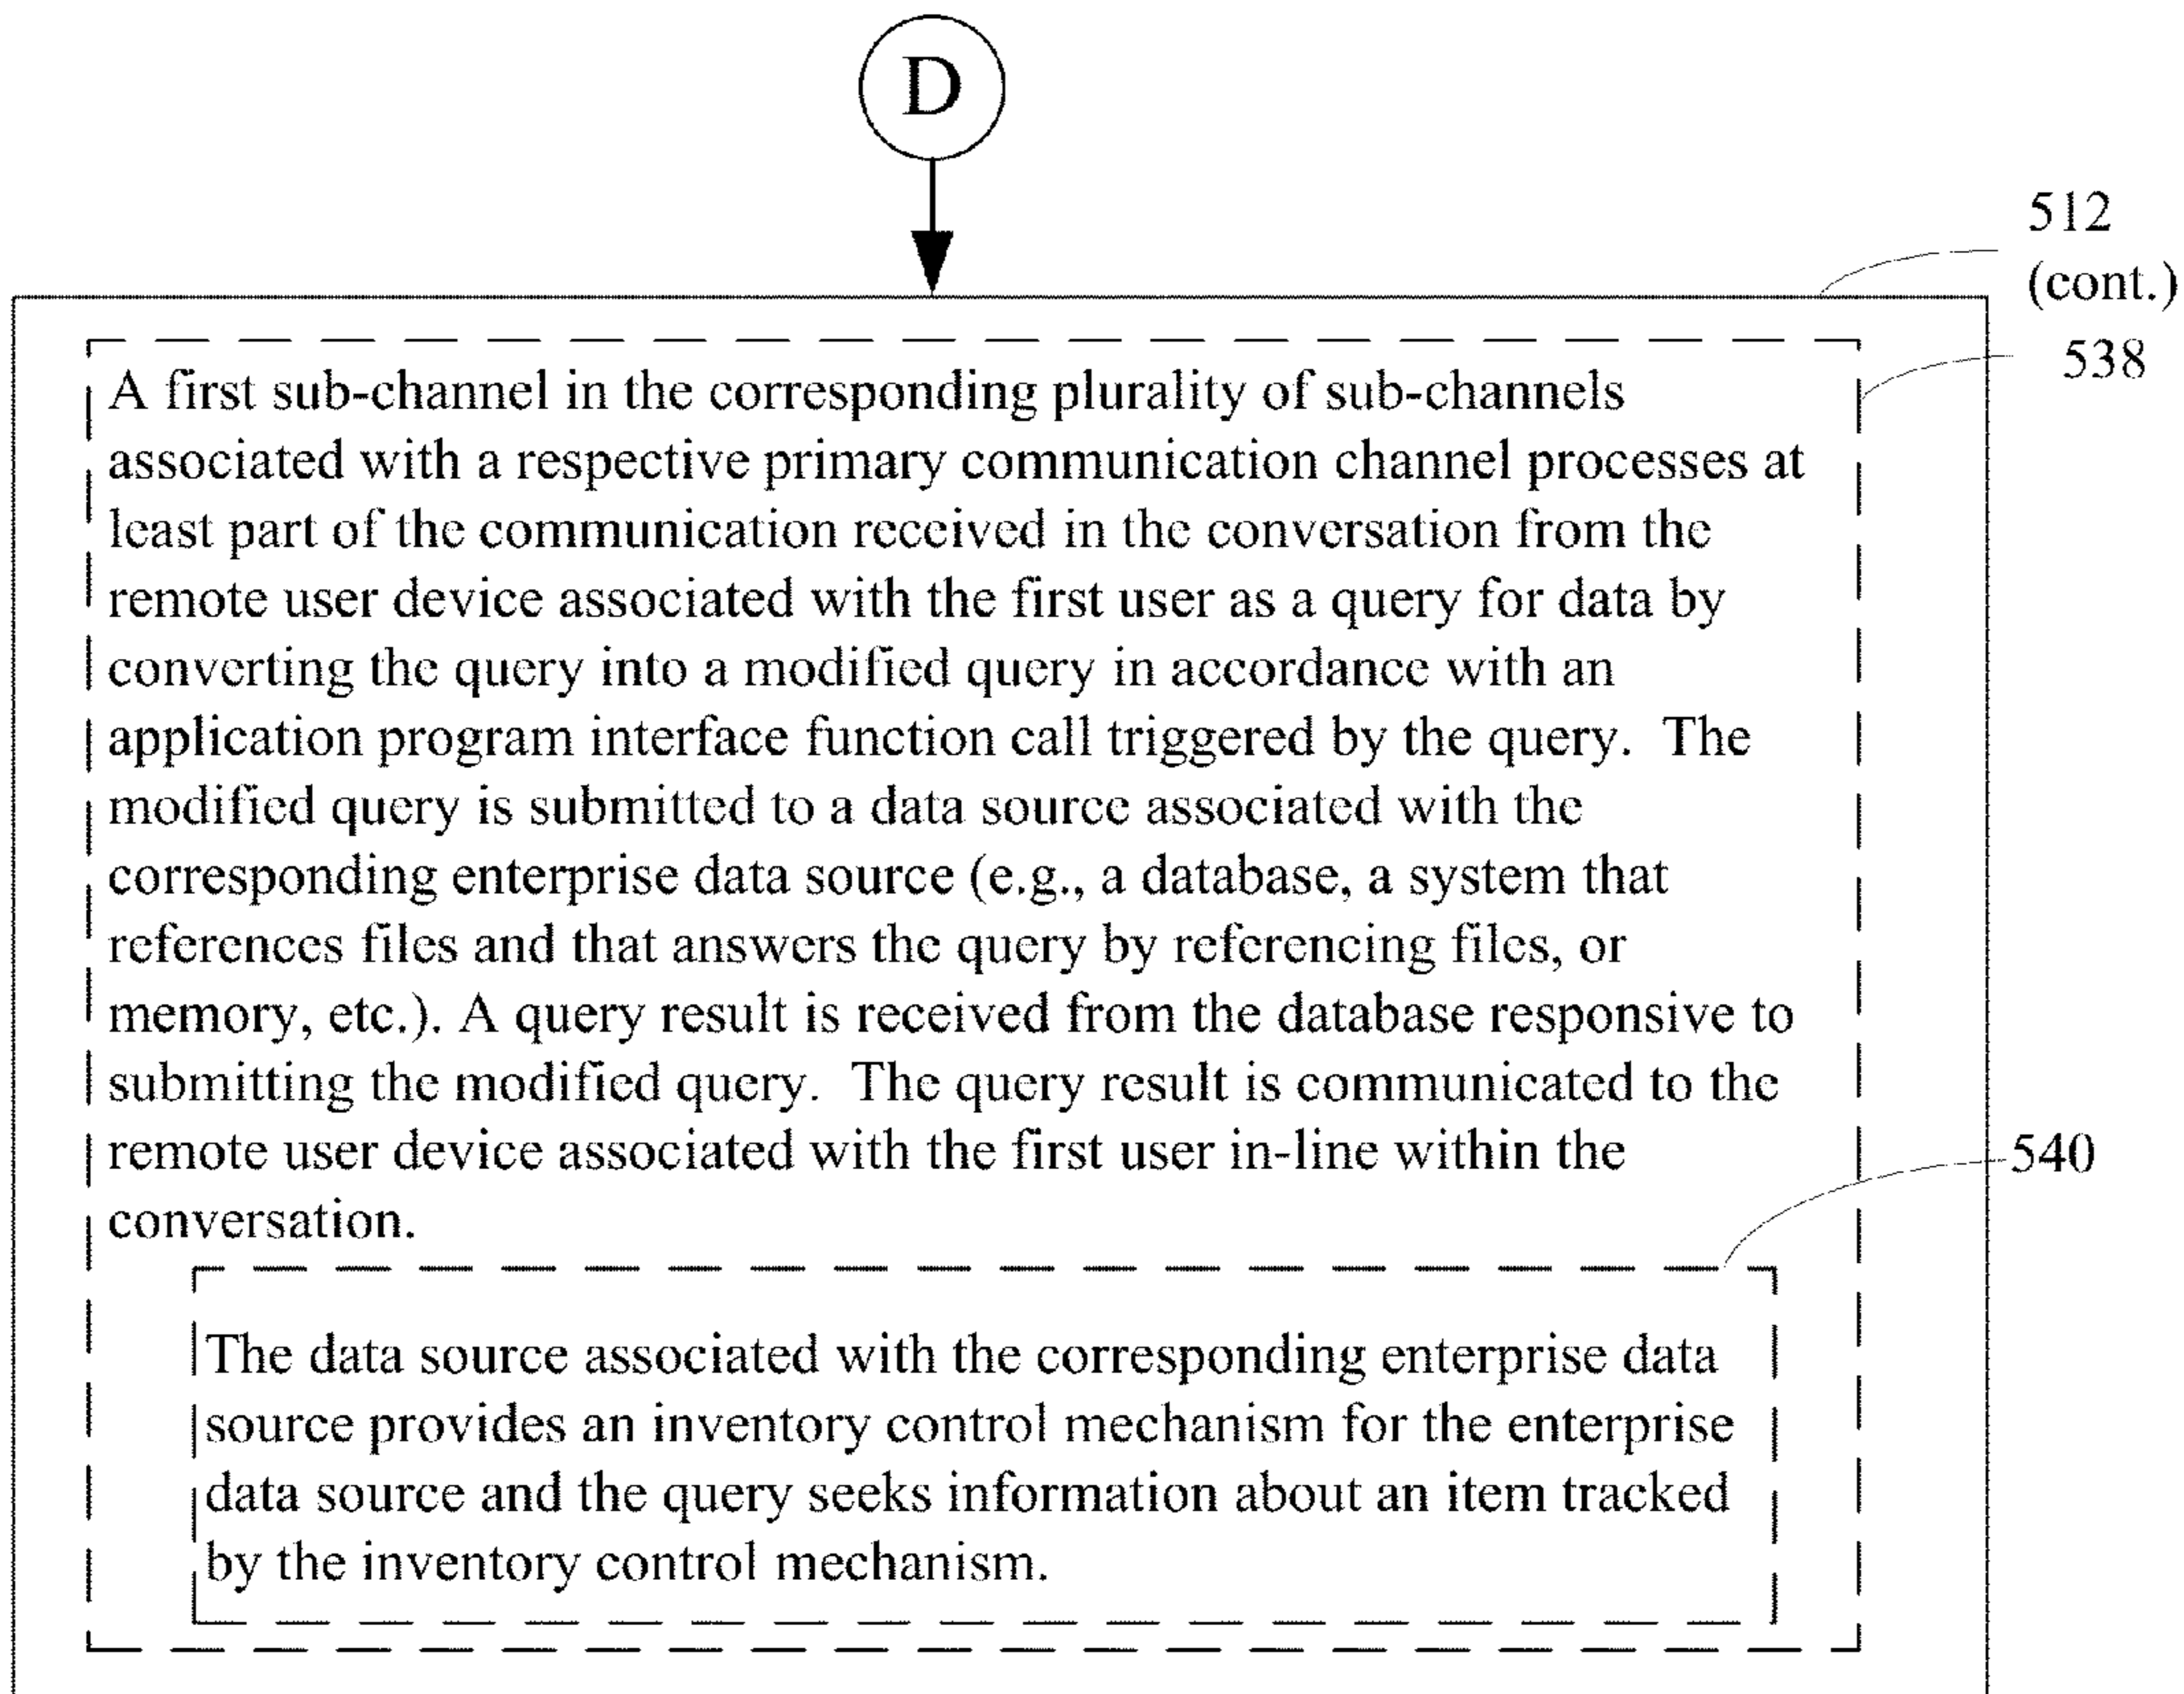 D
512
(cont.)
538
A first sub-channel in the corresponding plurality of sub-channels
associated with a respective primary communication channel processes at
least part of the communication received in the conversation from the
remote user device associated with the first user as a query for data by
converting the query into a modified query in accordance with an
application program interface function call triggered by the query.  The
modified query is submitted to a data source associated with the
corresponding enterprise data source (e.g., a database, a system that
references files and that answers the query by referencing files, or
memory, etc.). A query result is received from the database responsive to
submitting the modified query.  The query result is communicated to the
remote user device associated with the first user in-line within the
conversation.
540
The data source associated with the corresponding enterprise data
source provides an inventory control mechanism for the enterprise
data source and the query seeks information about an item tracked
by the inventory control mechanism.